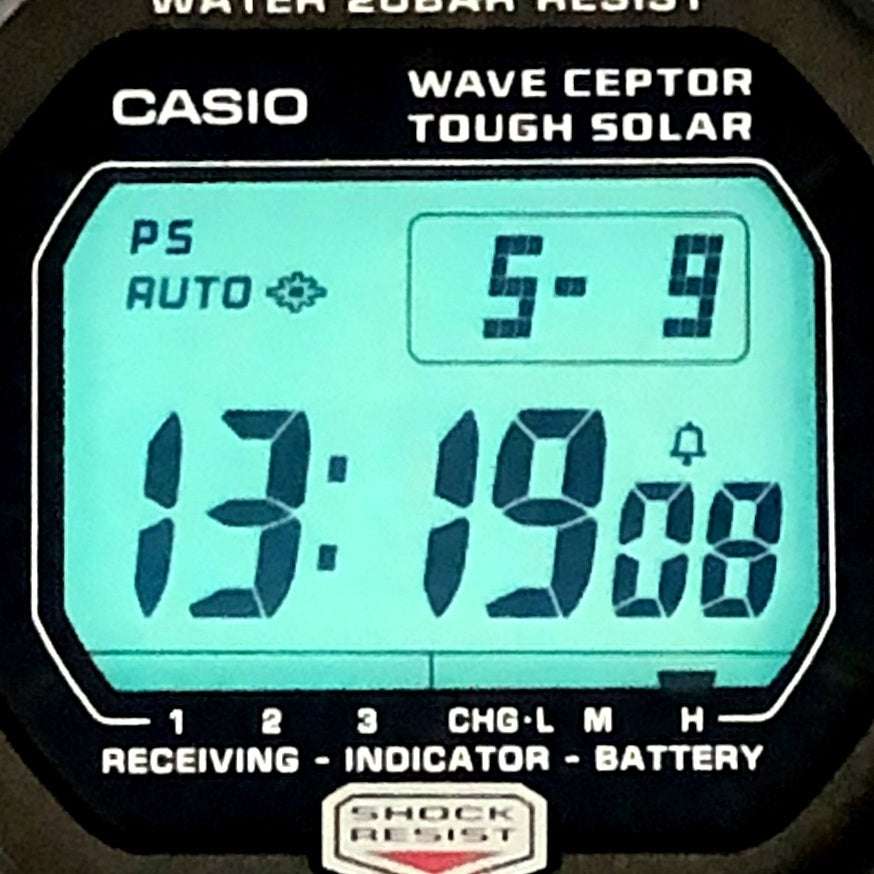 WATER 20BAR RESIST
CASIO
WAVE CEPTOR
TOUGH SOLAR
PS
AUTO
5- 9
13:19 08
1 2 3 CHG·L M H
RECEIVING - INDICATOR - BATTERY
SHOCK
RESIST